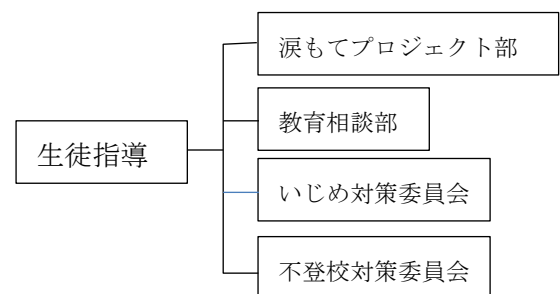 涙もてプロジェクト部
教育相談部
生徒指導
いじめ対策委員会
不登校対策委員会